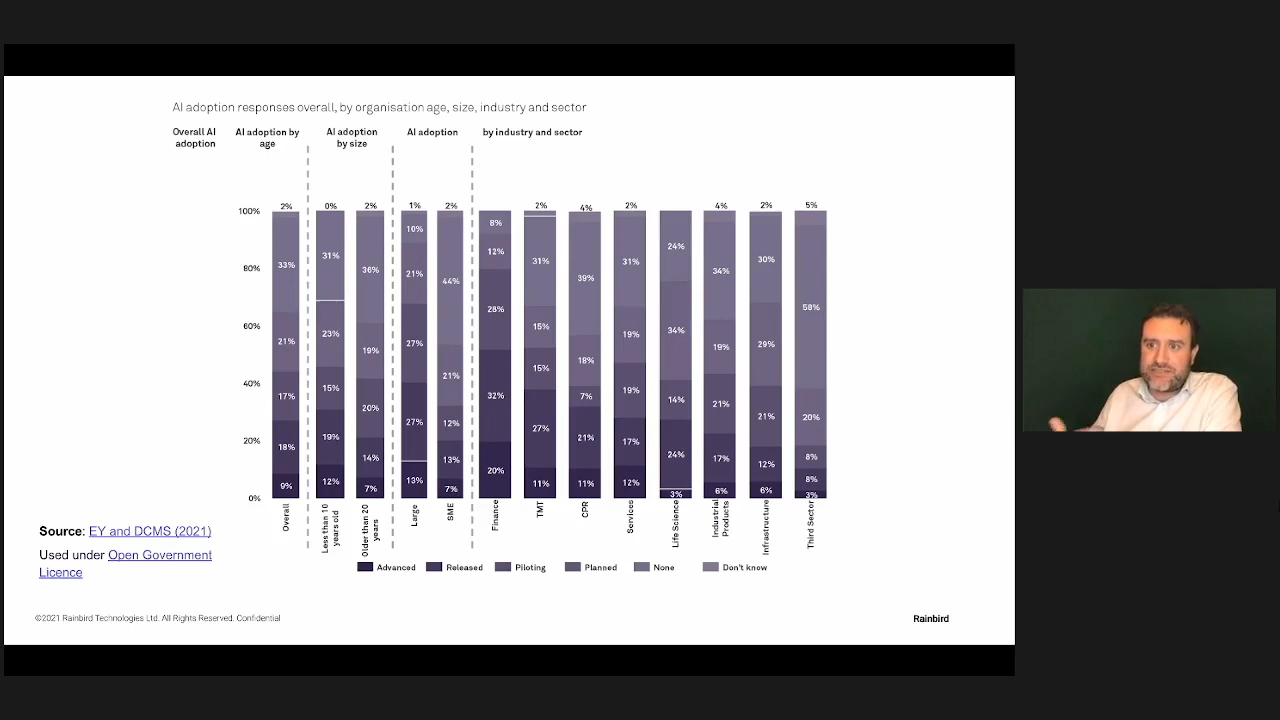 AI adoption responses overall, by organisation age, size, industry and sector
Overall AI adoption
AI adoption by age
AI adoption by size
AI adoption
by industry and sector
2% 0% 2% 1% 2% 2% 4% 2% 4% 2% 5%
100%
80%
60%
40%
20%
0%
33%
21%
17%
18%
9%
31%
23%
15%
19%
12%
36%
19%
20%
14%
7%
10%
21%
27%
27%
13%
44%
21%
12%
13%
7%
8%
12%
28%
32%
20%
31%
15%
15%
27%
11%
39%
18%
7%
21%
11%
31%
19%
19%
17%
12%
24%
34%
14%
24%
3%
34%
19%
21%
17%
6%
30%
29%
21%
12%
6%
58%
20%
8%
8%
3%
Overall
Less than 10 years old
Older than 20 years
Large
SME
Finance
TMT
CPR
Services
Life Science
Industrial Products
Infrastructure
Third Sector
Advanced Released Piloting Planned None Don't know
Source: EY and DCMS (2021)
Used under Open Government
Licence
©2021 Rainbird Technologies Ltd. All Rights Reserved. Confidential
Rainbird